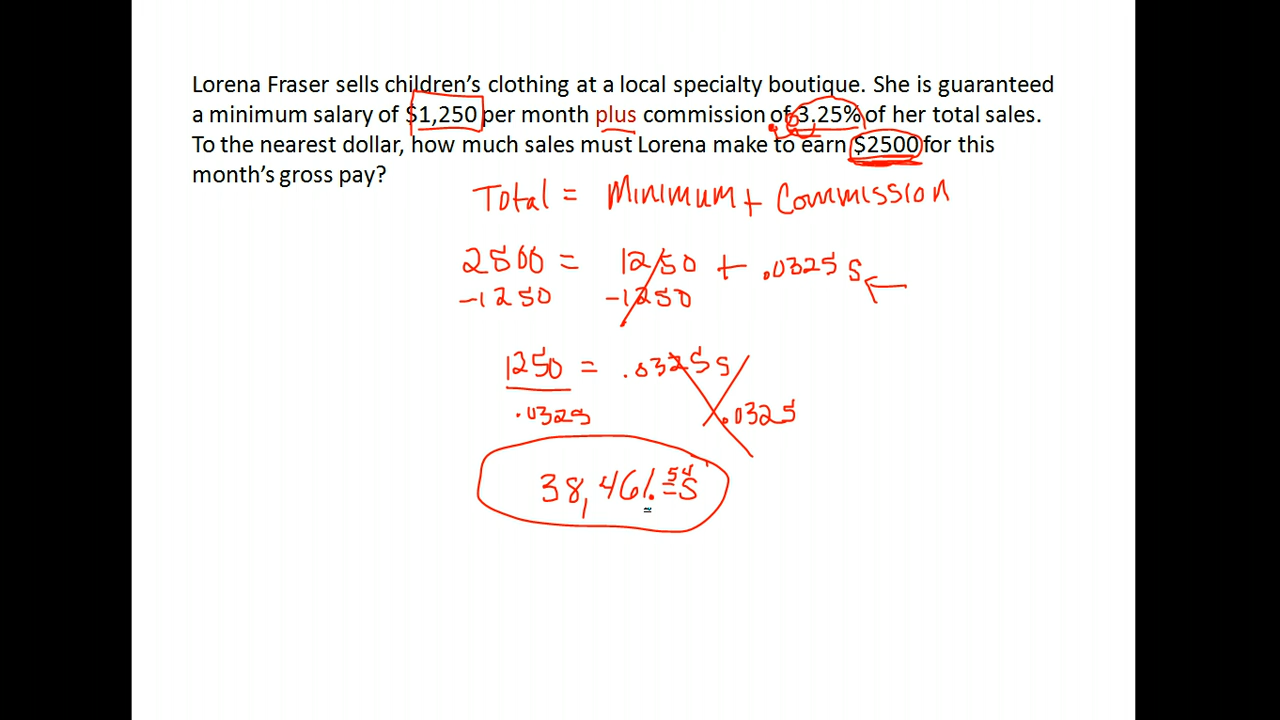 Lorena Fraser sells children’s clothing at a local specialty boutique. She is guaranteed
a minimum salary of $1,250 per month plus commission of 3.25% of her total sales.
To the nearest dollar, how much sales must Lorena make to earn $2500 for this
month’s gross pay?
Total = Minimum + Commission
2500 = 1250 + .0325 S
-1250 -1250
1250 = .0325 S
.0325 .0325
38,461.54 = S